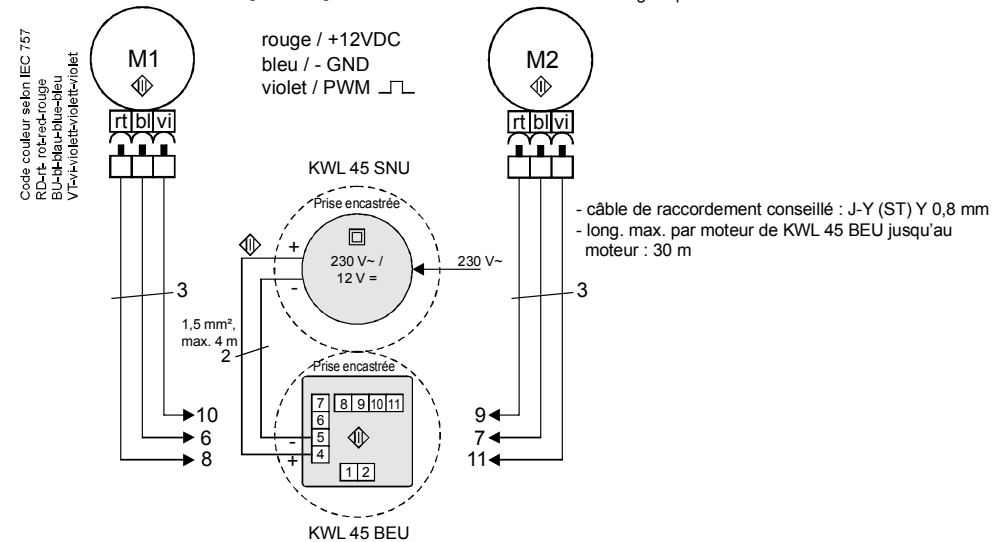 Code couleur selon IEC 757
RD-rt- rot-red-rouge
BU-bl-blau-blue-bleu
VT-vi-violett-violett-violet
M1
rt bl vi
rouge / +12VDC
bleu / - GND
violet / PWM
M2
rt bl vi
KWL 45 SNU
Prise encastrée
+
230 V~ /
12 V =
-
230 V~
- câble de raccordement conseillé : J-Y (ST) Y 0,8 mm
- long. max. par moteur de KWL 45 BEU jusqu'au
moteur : 30 m
3
3
1,5 mm²,
max. 4 m
2
Prise encastrée
7 8 9 10 11
6
- 5
+ 4
1 2
KWL 45 BEU
10
6
8
9
7
11